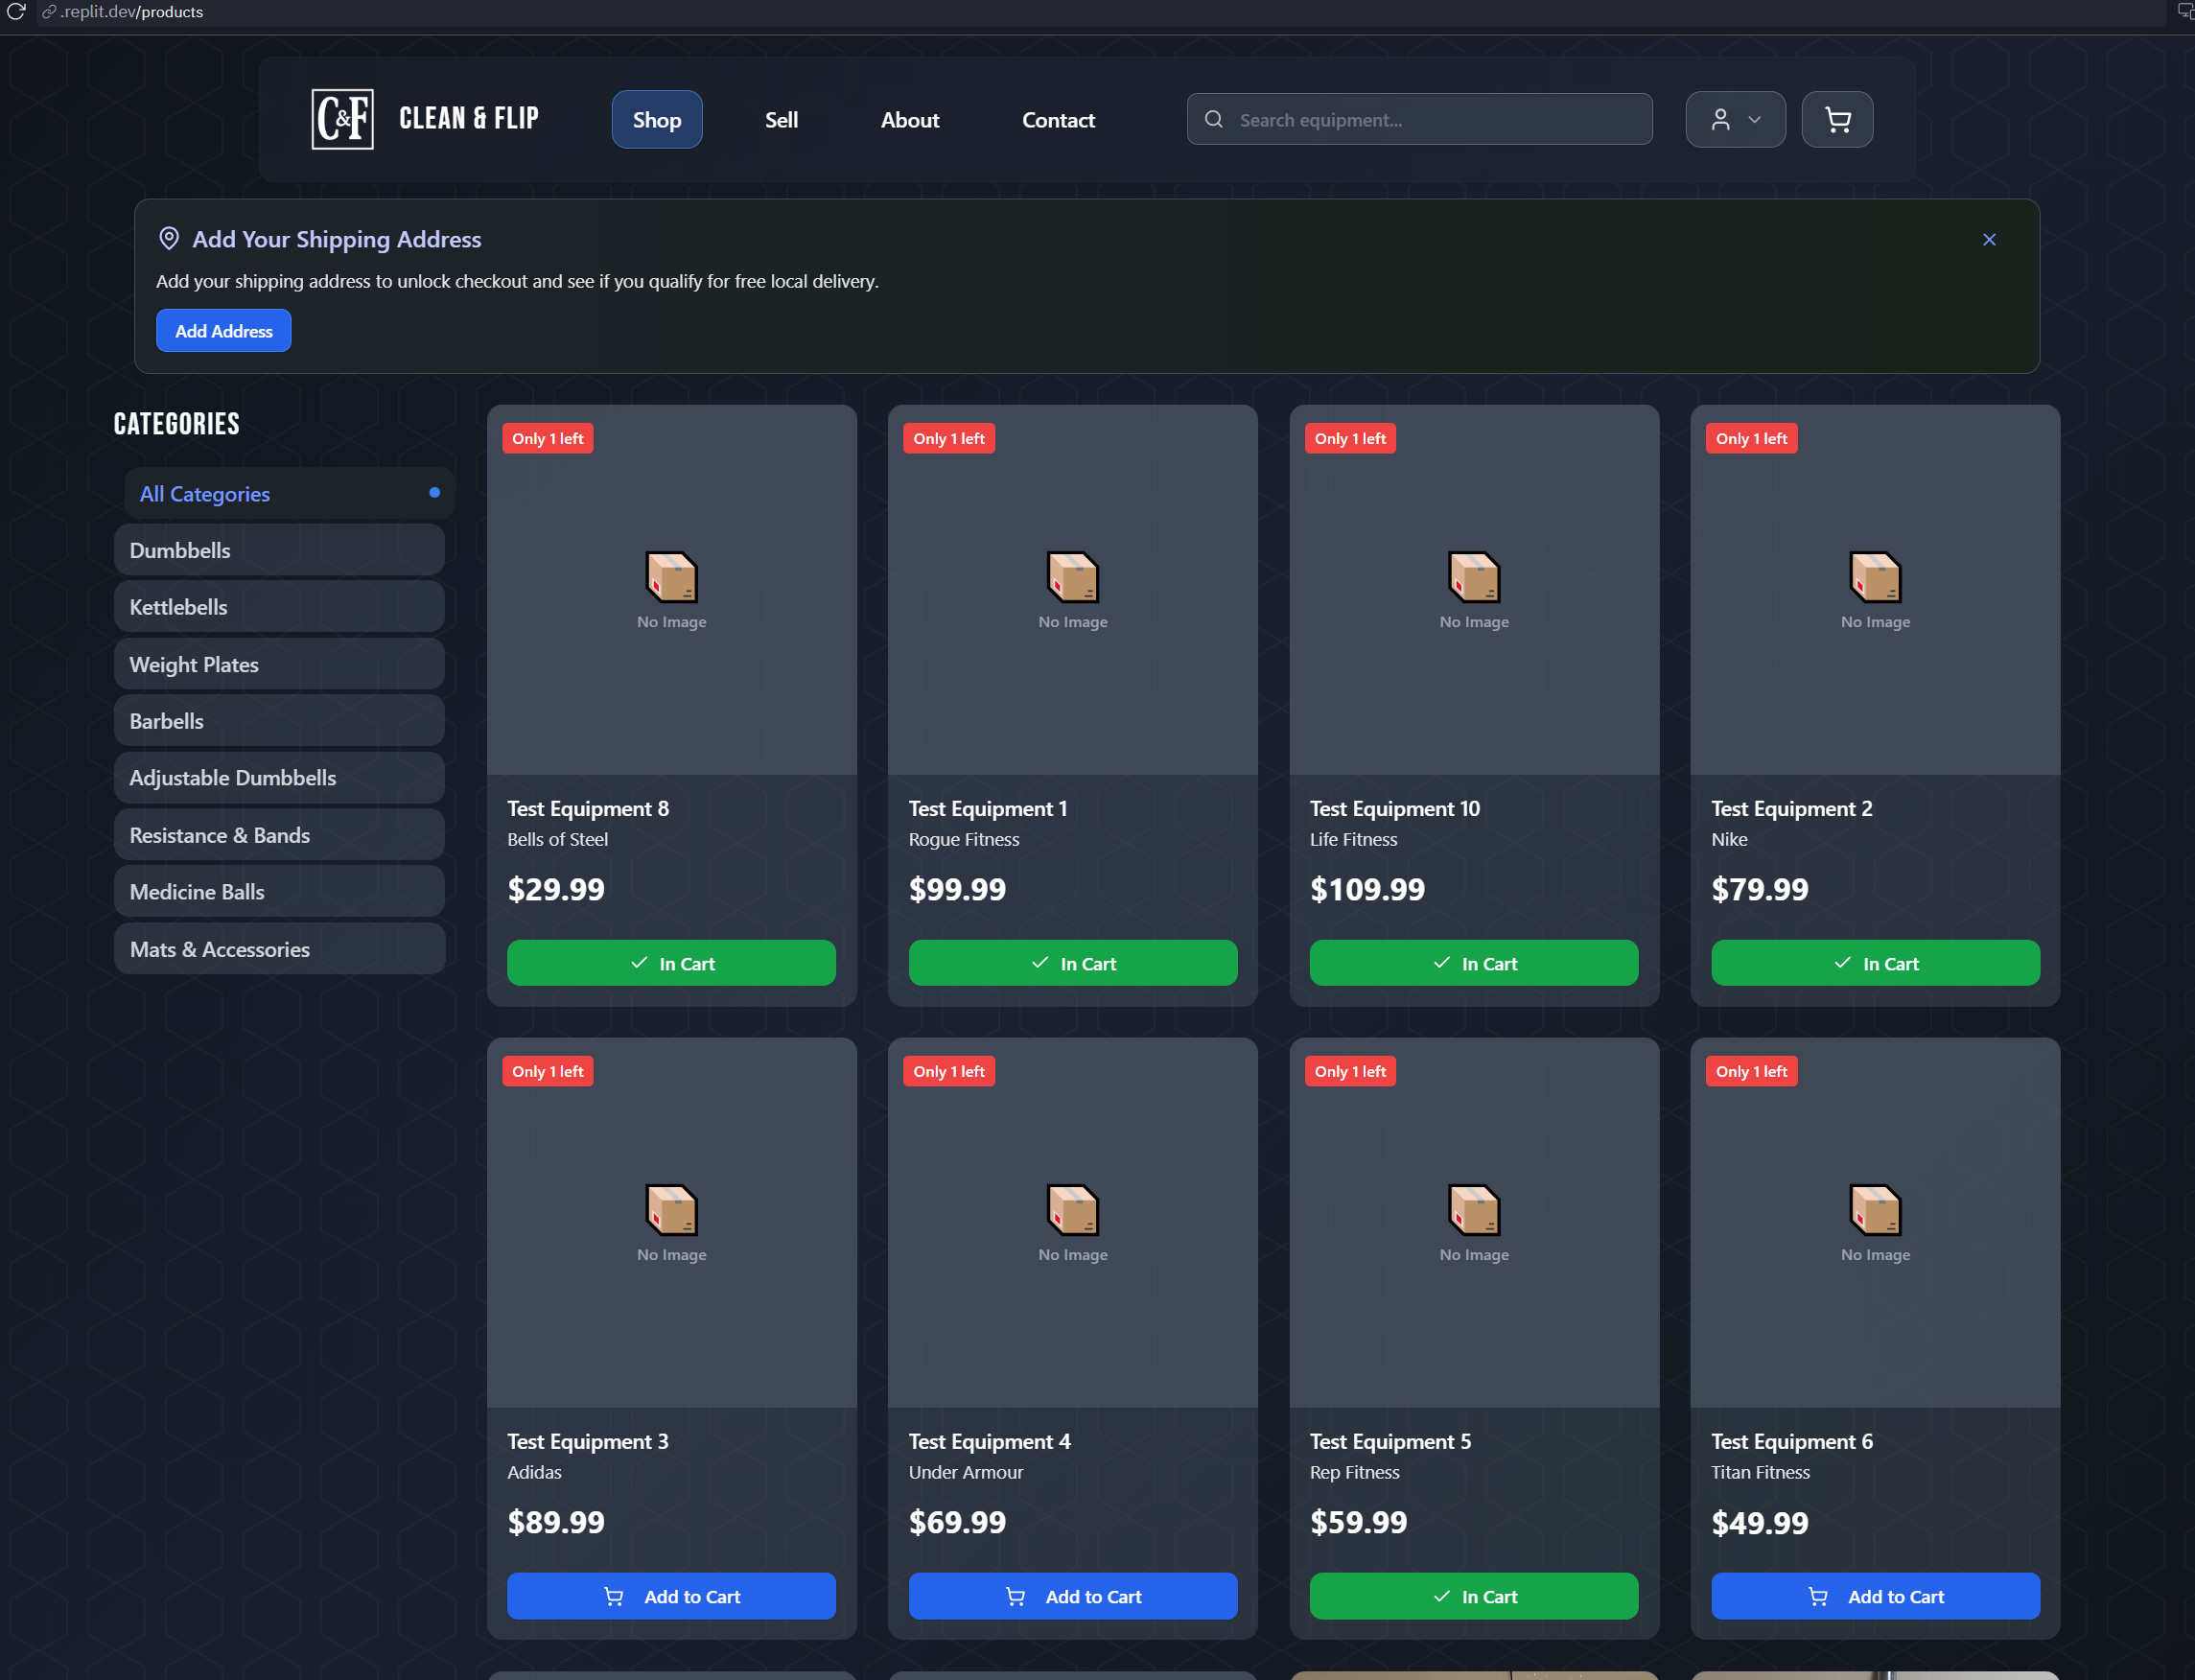 .replit.dev/products
C&F
CLEAN & FLIP
Shop
Sell
About
Contact
Search equipment...
Add Your Shipping Address
Add your shipping address to unlock checkout and see if you qualify for free local delivery.
Add Address
CATEGORIES
All Categories
Dumbbells
Kettlebells
Weight Plates
Barbells
Adjustable Dumbbells
Resistance & Bands
Medicine Balls
Mats & Accessories
Only 1 left
No Image
Test Equipment 8
Bells of Steel
$29.99
In Cart
Only 1 left
No Image
Test Equipment 1
Rogue Fitness
$99.99
In Cart
Only 1 left
No Image
Test Equipment 10
Life Fitness
$109.99
In Cart
Only 1 left
No Image
Test Equipment 2
Nike
$79.99
In Cart
Only 1 left
No Image
Test Equipment 3
Adidas
$89.99
Add to Cart
Only 1 left
No Image
Test Equipment 4
Under Armour
$69.99
Add to Cart
Only 1 left
No Image
Test Equipment 5
Rep Fitness
$59.99
In Cart
Only 1 left
No Image
Test Equipment 6
Titan Fitness
$49.99
Add to Cart